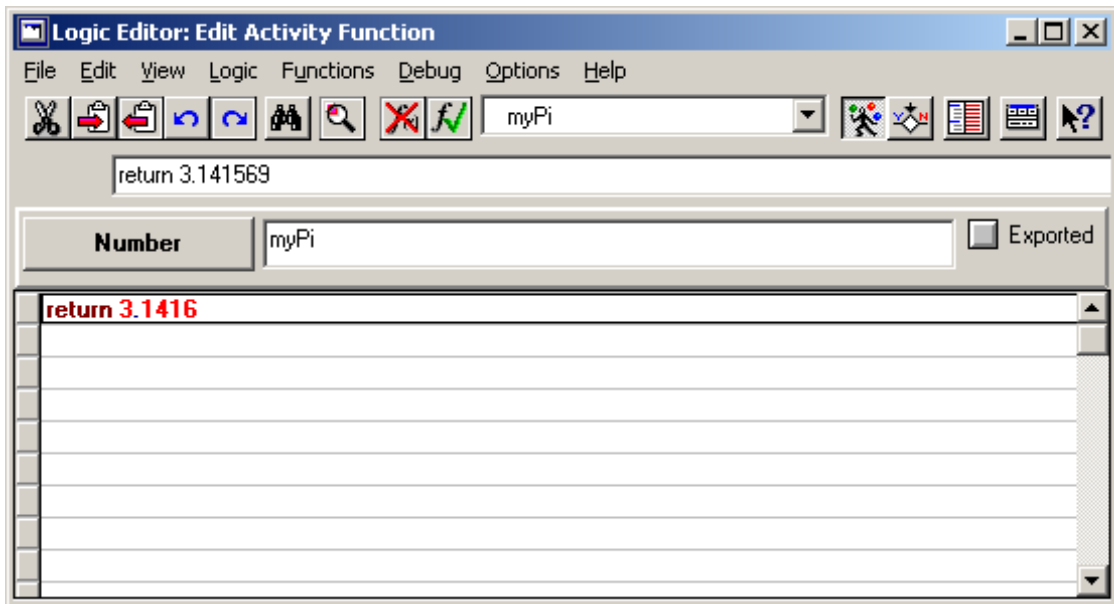 Logic Editor: Edit Activity Function
File Edit View Logic Functions Debug Options Help
myPi
return 3.141569
Number myPi Exported
return 3.1416